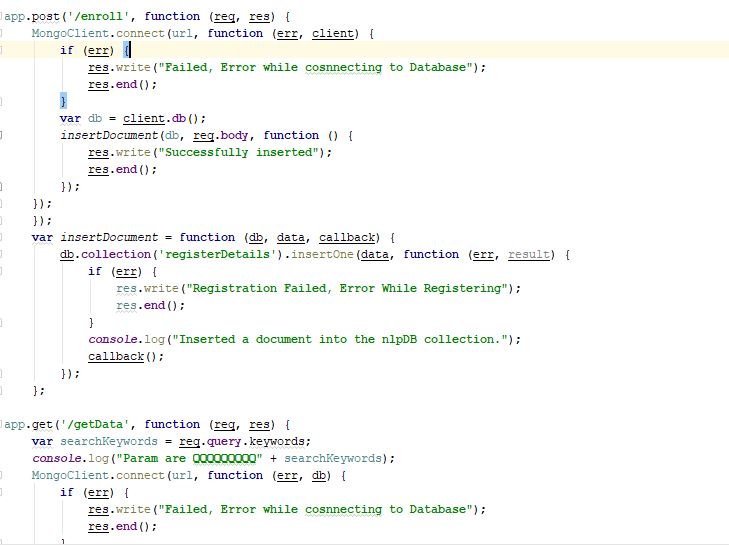 app.post('/enroll', function (req, res) {
MongoClient.connect(url, function (err, client) {
if (err) {
res.write("Failed, Error while cosnnecting to Database");
res.end();
}
var db = client.db();
insertDocument(db, req.body, function () {
res.write("Successfully inserted");
res.end();
});
});
});
var insertDocument = function (db, data, callback) {
db.collection('registerDetails').insertOne(data, function (err, result) {
if (err) {
res.write("Registration Failed, Error While Registering");
res.end();
}
console.log("Inserted a document into the nlpDB collection.");
callback();
});
};
app.get('/getData', function (req, res) {
var searchKeywords = req.query.keywords;
console.log("Param are QQQQQQQQQ" + searchKeywords);
MongoClient.connect(url, function (err, db) {
if (err) {
res.write("Failed, Error while cosnnecting to Database");
res.end();